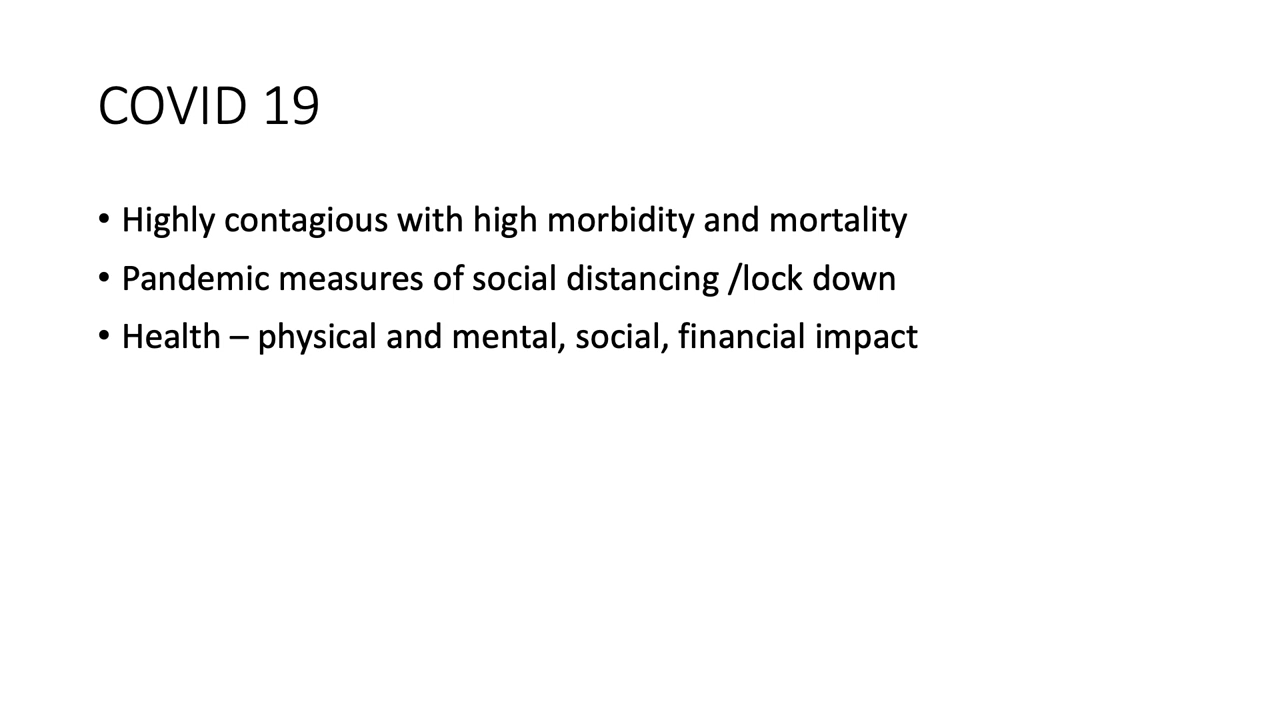 COVID 19
• Highly contagious with high morbidity and mortality
• Pandemic measures of social distancing /lock down
• Health – physical and mental, social, financial impact